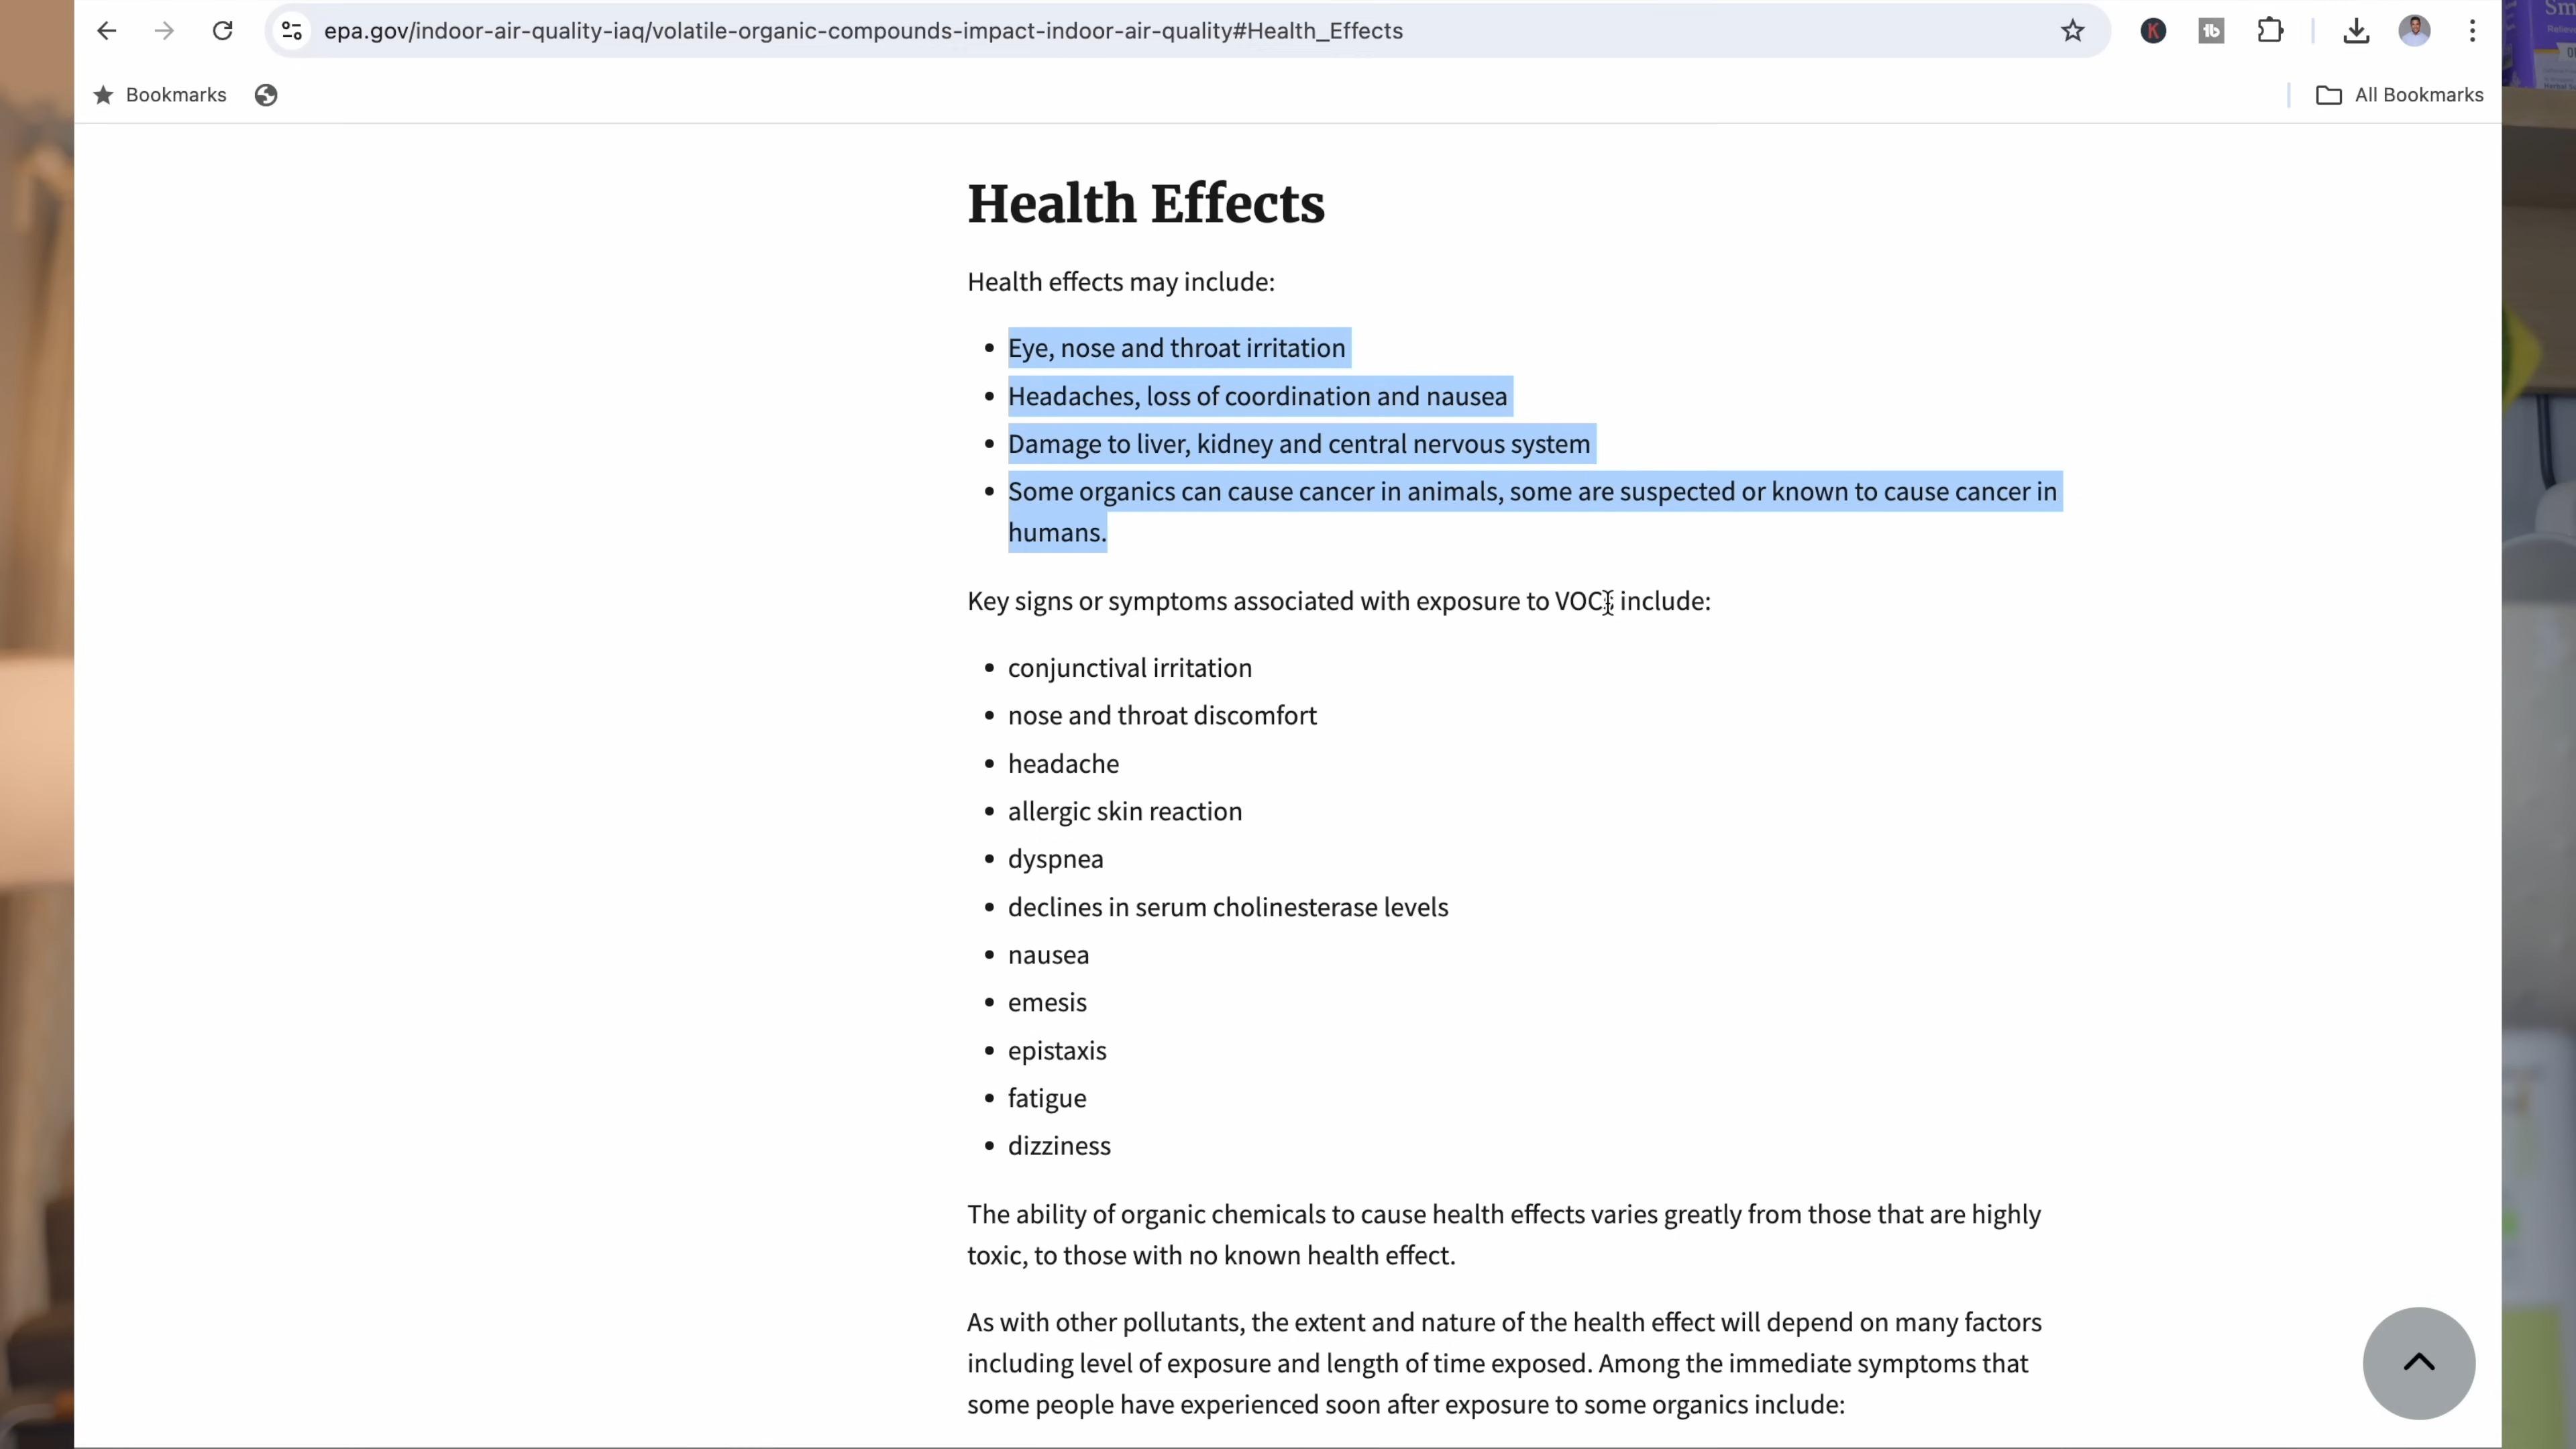 epa.gov/indoor-air-quality-iaq/volatile-organic-compounds-impact-indoor-air-quality#Health_Effects
Bookmarks
All Bookmarks
Health Effects
Health effects may include:
• Eye, nose and throat irritation
• Headaches, loss of coordination and nausea
• Damage to liver, kidney and central nervous system
• Some organics can cause cancer in animals, some are suspected or known to cause cancer in
humans.
Key signs or symptoms associated with exposure to VOCs include:
• conjunctival irritation
• nose and throat discomfort
• headache
• allergic skin reaction
• dyspnea
• declines in serum cholinesterase levels
• nausea
• emesis
• epistaxis
• fatigue
• dizziness
The ability of organic chemicals to cause health effects varies greatly from those that are highly
toxic, to those with no known health effect.
As with other pollutants, the extent and nature of the health effect will depend on many factors
including level of exposure and length of time exposed. Among the immediate symptoms that
some people have experienced soon after exposure to some organics include: